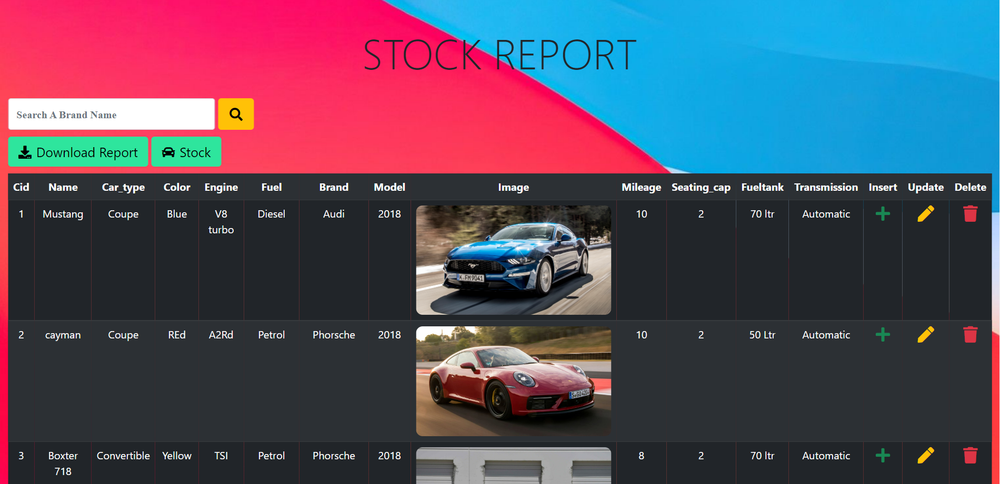 STOCK REPORT
Search A Brand Name
Download Report Stock
Cid Name Car_type Color Engine Fuel Brand Model Image Mileage Seating_cap Fueltank Transmission Insert Update Delete
1 Mustang Coupe Blue V8 Diesel Audi 2018 10 2 70 ltr Automatic
turbo
K FM9041
2 cayman Coupe REd A2Rd Petrol Phorsche 2018 10 2 50 Ltr Automatic
S GO 4204
3 Boxter Convertible Yellow TSI Petrol Phorsche 2018 8 2 70 ltr Automatic
718